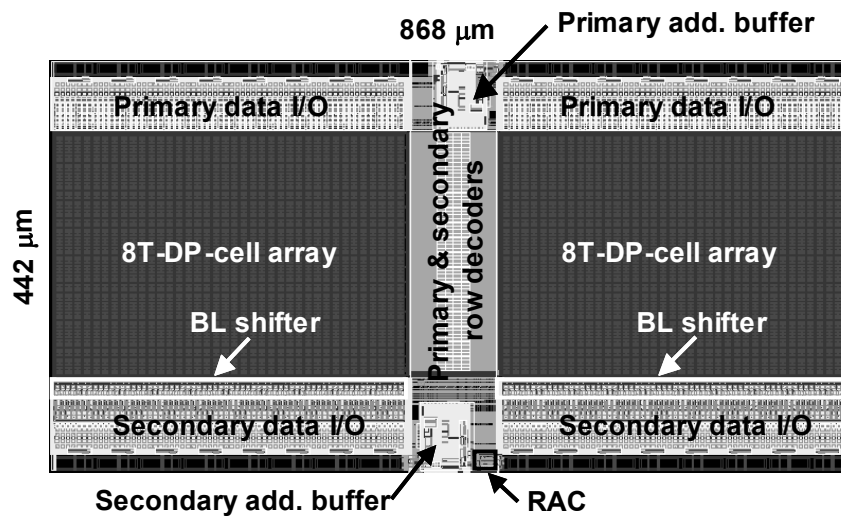 868 μm
Primary add. buffer
Primary data I/O
Primary data I/O
442 μm
8T-DP-cell array
Primary & secondary
row decoders
8T-DP-cell array
BL shifter
BL shifter
Secondary data I/O
Secondary data I/O
Secondary add. buffer
RAC